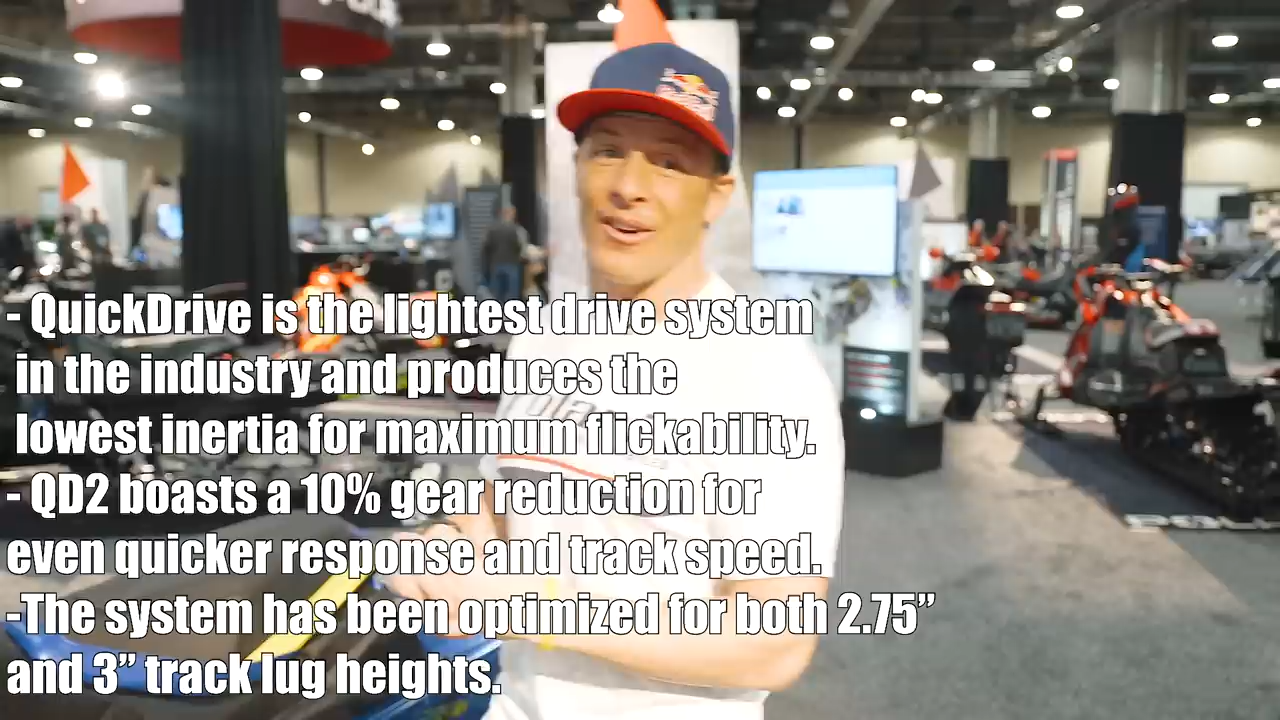 Red Bull
- QuickDrive is the lightest drive system
in the industry and produces the
lowest inertia for maximum flickability.
- QD2 boasts a 10% gear reduction for
even quicker response and track speed.
-The system has been optimized for both 2.75”
and 3” track lug heights.